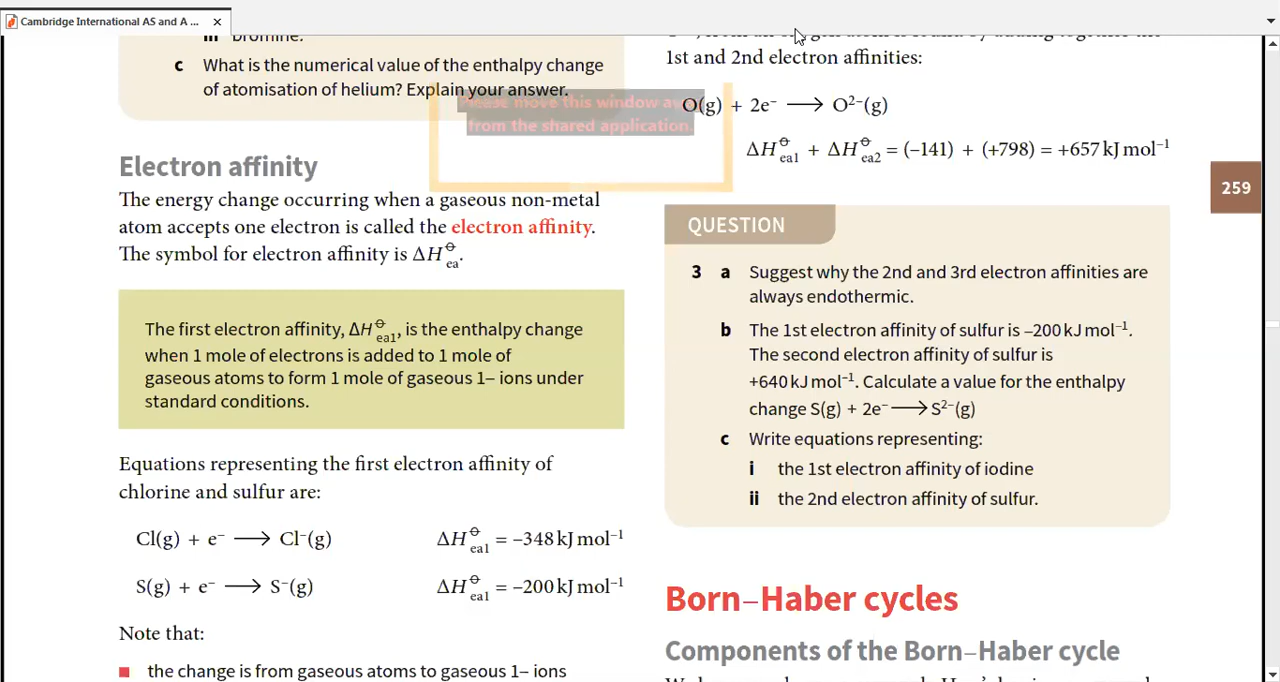 Cambridge International AS and A ...
iii bromine.
c What is the numerical value of the enthalpy change
of atomisation of helium? Explain your answer.
Please move this window
from the shared application.
Electron affinity
The energy change occurring when a gaseous non-metal
atom accepts one electron is called the electron affinity.
The symbol for electron affinity is ΔH⦵ea.
The first electron affinity, ΔH⦵ea1, is the enthalpy change
when 1 mole of electrons is added to 1 mole of
gaseous atoms to form 1 mole of gaseous 1– ions under
standard conditions.
Equations representing the first electron affinity of
chlorine and sulfur are:
Cl(g) + e⁻ ⟶ Cl⁻(g) ΔH⦵ea1 = –348 kJ mol⁻¹
S(g) + e⁻ ⟶ S⁻(g) ΔH⦵ea1 = –200 kJ mol⁻¹
Note that:
■ the change is from gaseous atoms to gaseous 1– ions
1st and 2nd electron affinities:
O(g) + 2e⁻ ⟶ O²⁻(g)
ΔH⦵ea1 + ΔH⦵ea2 = (–141) + (+798) = +657 kJ mol⁻¹
259
QUESTION
3 a Suggest why the 2nd and 3rd electron affinities are
always endothermic.
b The 1st electron affinity of sulfur is –200 kJ mol⁻¹.
The second electron affinity of sulfur is
+640 kJ mol⁻¹. Calculate a value for the enthalpy
change S(g) + 2e⁻ ⟶ S²⁻(g)
c Write equations representing:
i the 1st electron affinity of iodine
ii the 2nd electron affinity of sulfur.
Born–Haber cycles
Components of the Born–Haber cycle